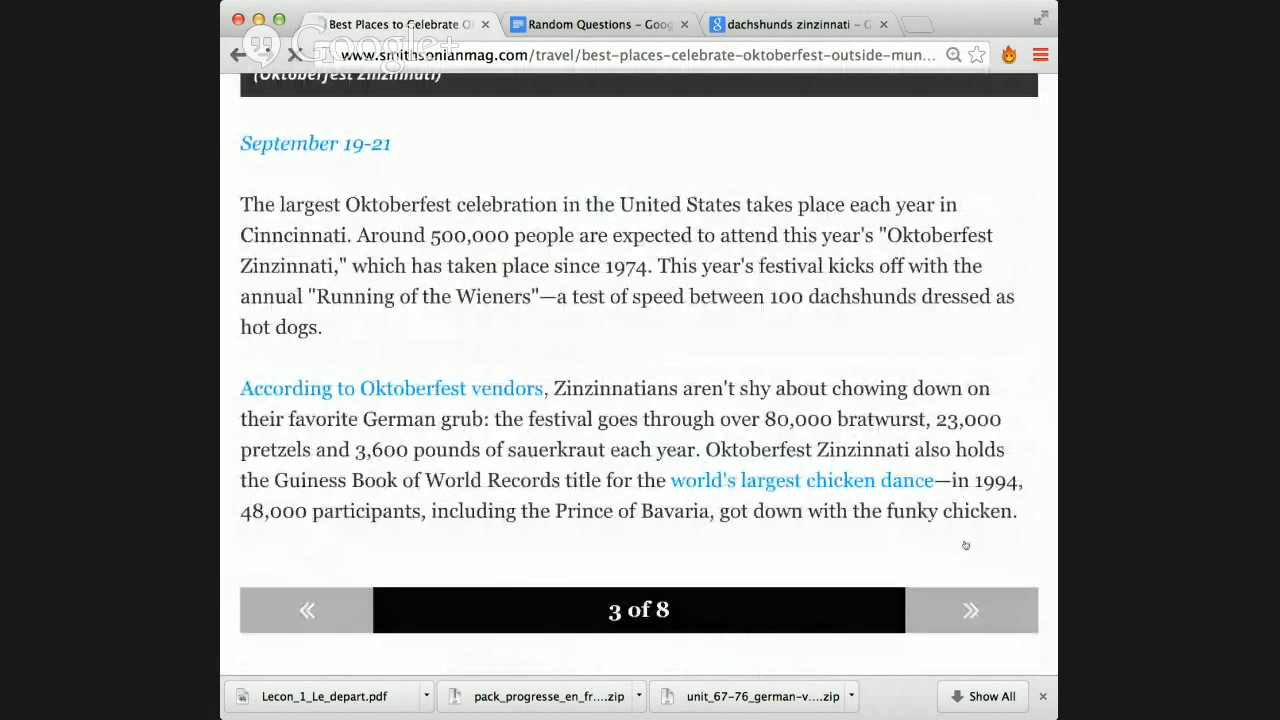 Best Places to Celebrate O
Random Questions – Goog
dachshunds zinzinnati – G
Google+
www.smithsonianmag.com/travel/best-places-celebrate-oktoberfest-outside-mun...
(Oktoberfest Zinzinnati)
September 19-21
The largest Oktoberfest celebration in the United States takes place each year in
Cinncinnati. Around 500,000 people are expected to attend this year's "Oktoberfest
Zinzinnati," which has taken place since 1974. This year's festival kicks off with the
annual "Running of the Wieners"—a test of speed between 100 dachshunds dressed as
hot dogs.
According to Oktoberfest vendors, Zinzinnatians aren't shy about chowing down on
their favorite German grub: the festival goes through over 80,000 bratwurst, 23,000
pretzels and 3,600 pounds of sauerkraut each year. Oktoberfest Zinzinnati also holds
the Guiness Book of World Records title for the world's largest chicken dance—in 1994,
48,000 participants, including the Prince of Bavaria, got down with the funky chicken.
« 3 of 8 »
Lecon_1_Le_depart.pdf
pack_progresse_en_fr....zip
unit_67-76_german-v....zip
Show All